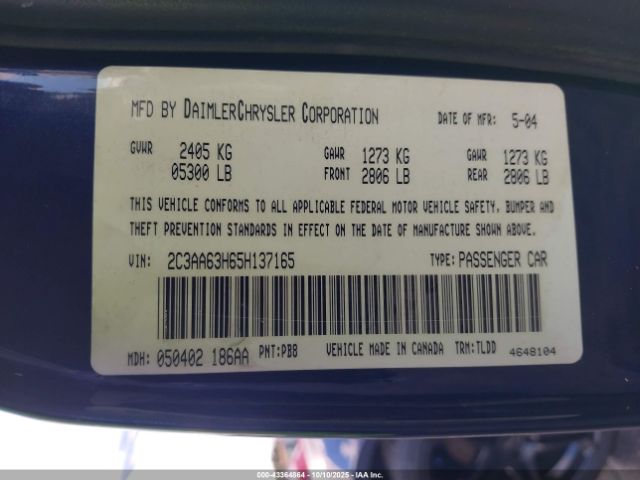 MFD BY DAIMLERCHRYSLER CORPORATION DATE OF MFR: 5-04
GVWR 2405 KG GAWR 1273 KG GAWR 1273 KG
05300 LB FRONT 2806 LB REAR 2806 LB
THIS VEHICLE CONFORMS TO ALL APPLICABLE FEDERAL MOTOR VEHICLE SAFETY, BUMPER AND
THEFT PREVENTION STANDARDS IN EFFECT ON THE DATE OF MANUFACTURE SHOWN ABOVE.
VIN: 2C3AA63H65H137165 TYPE: PASSENGER CAR
MDH: 050402 186AA PNT: PBB VEHICLE MADE IN CANADA TRM: TLDD 4648104
000-43364864 | 10/10/2025 | IAA Inc.